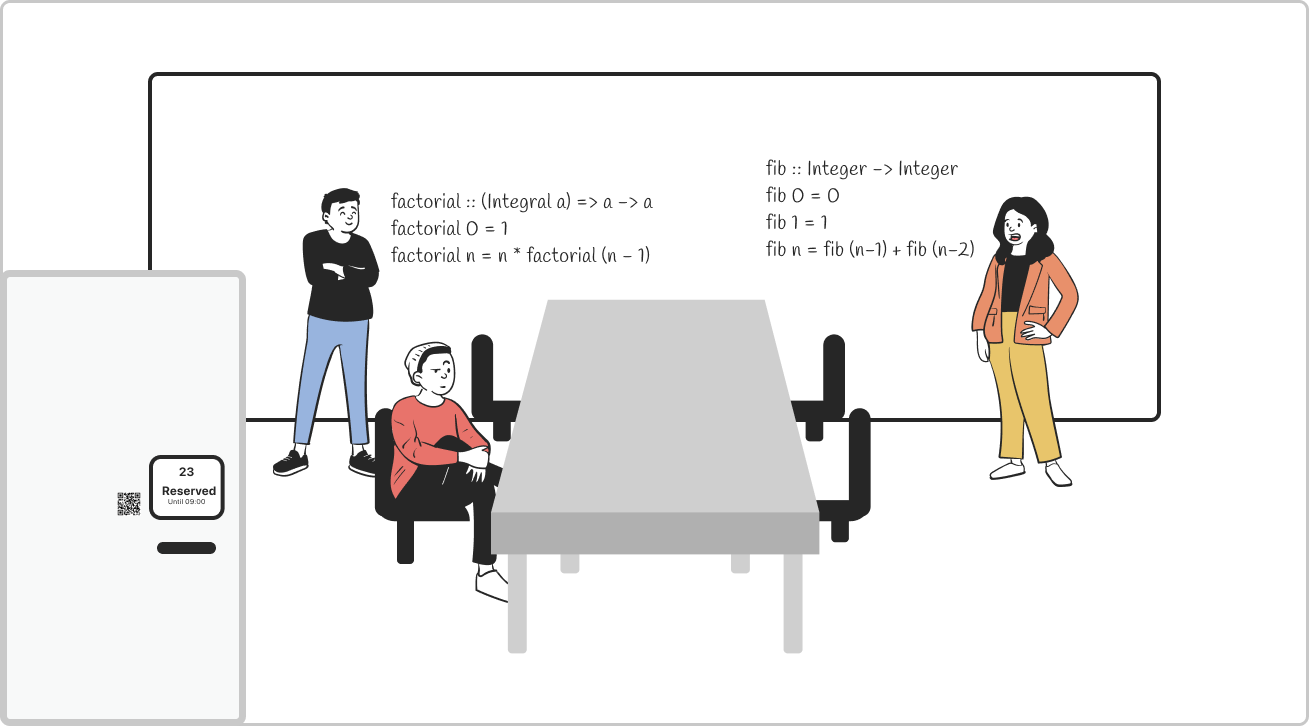 factorial :: (Integral a) => a -> a
factorial 0 = 1
factorial n = n * factorial (n - 1)
fib :: Integer -> Integer
fib 0 = 0
fib 1 = 1
fib n = fib (n-1) + fib (n-2)
23
Reserved
Until 09:00